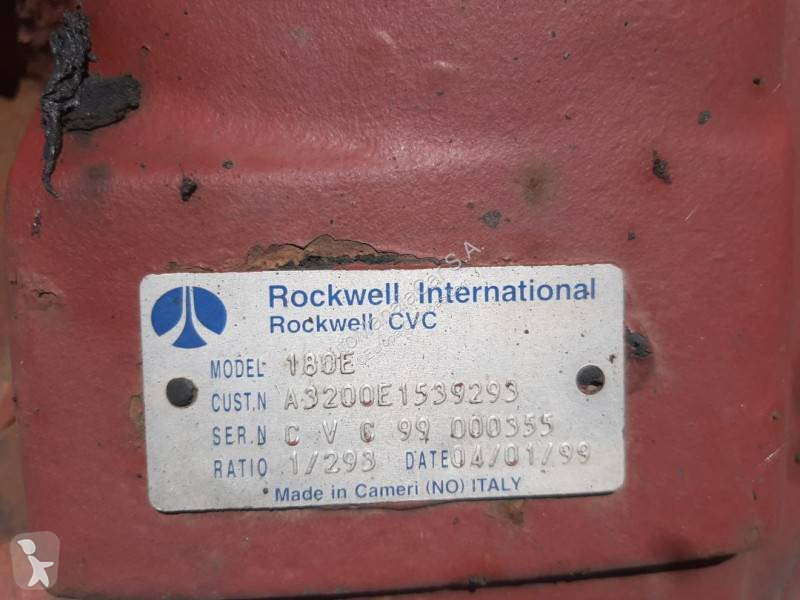 Rockwell International
Rockwell CVC
MODEL 180E
CUST.N A3200E1539293
SER.N C V C 99 000355
RATIO 1/293 DATE 04/01/99
Made in Cameri (NO) ITALY